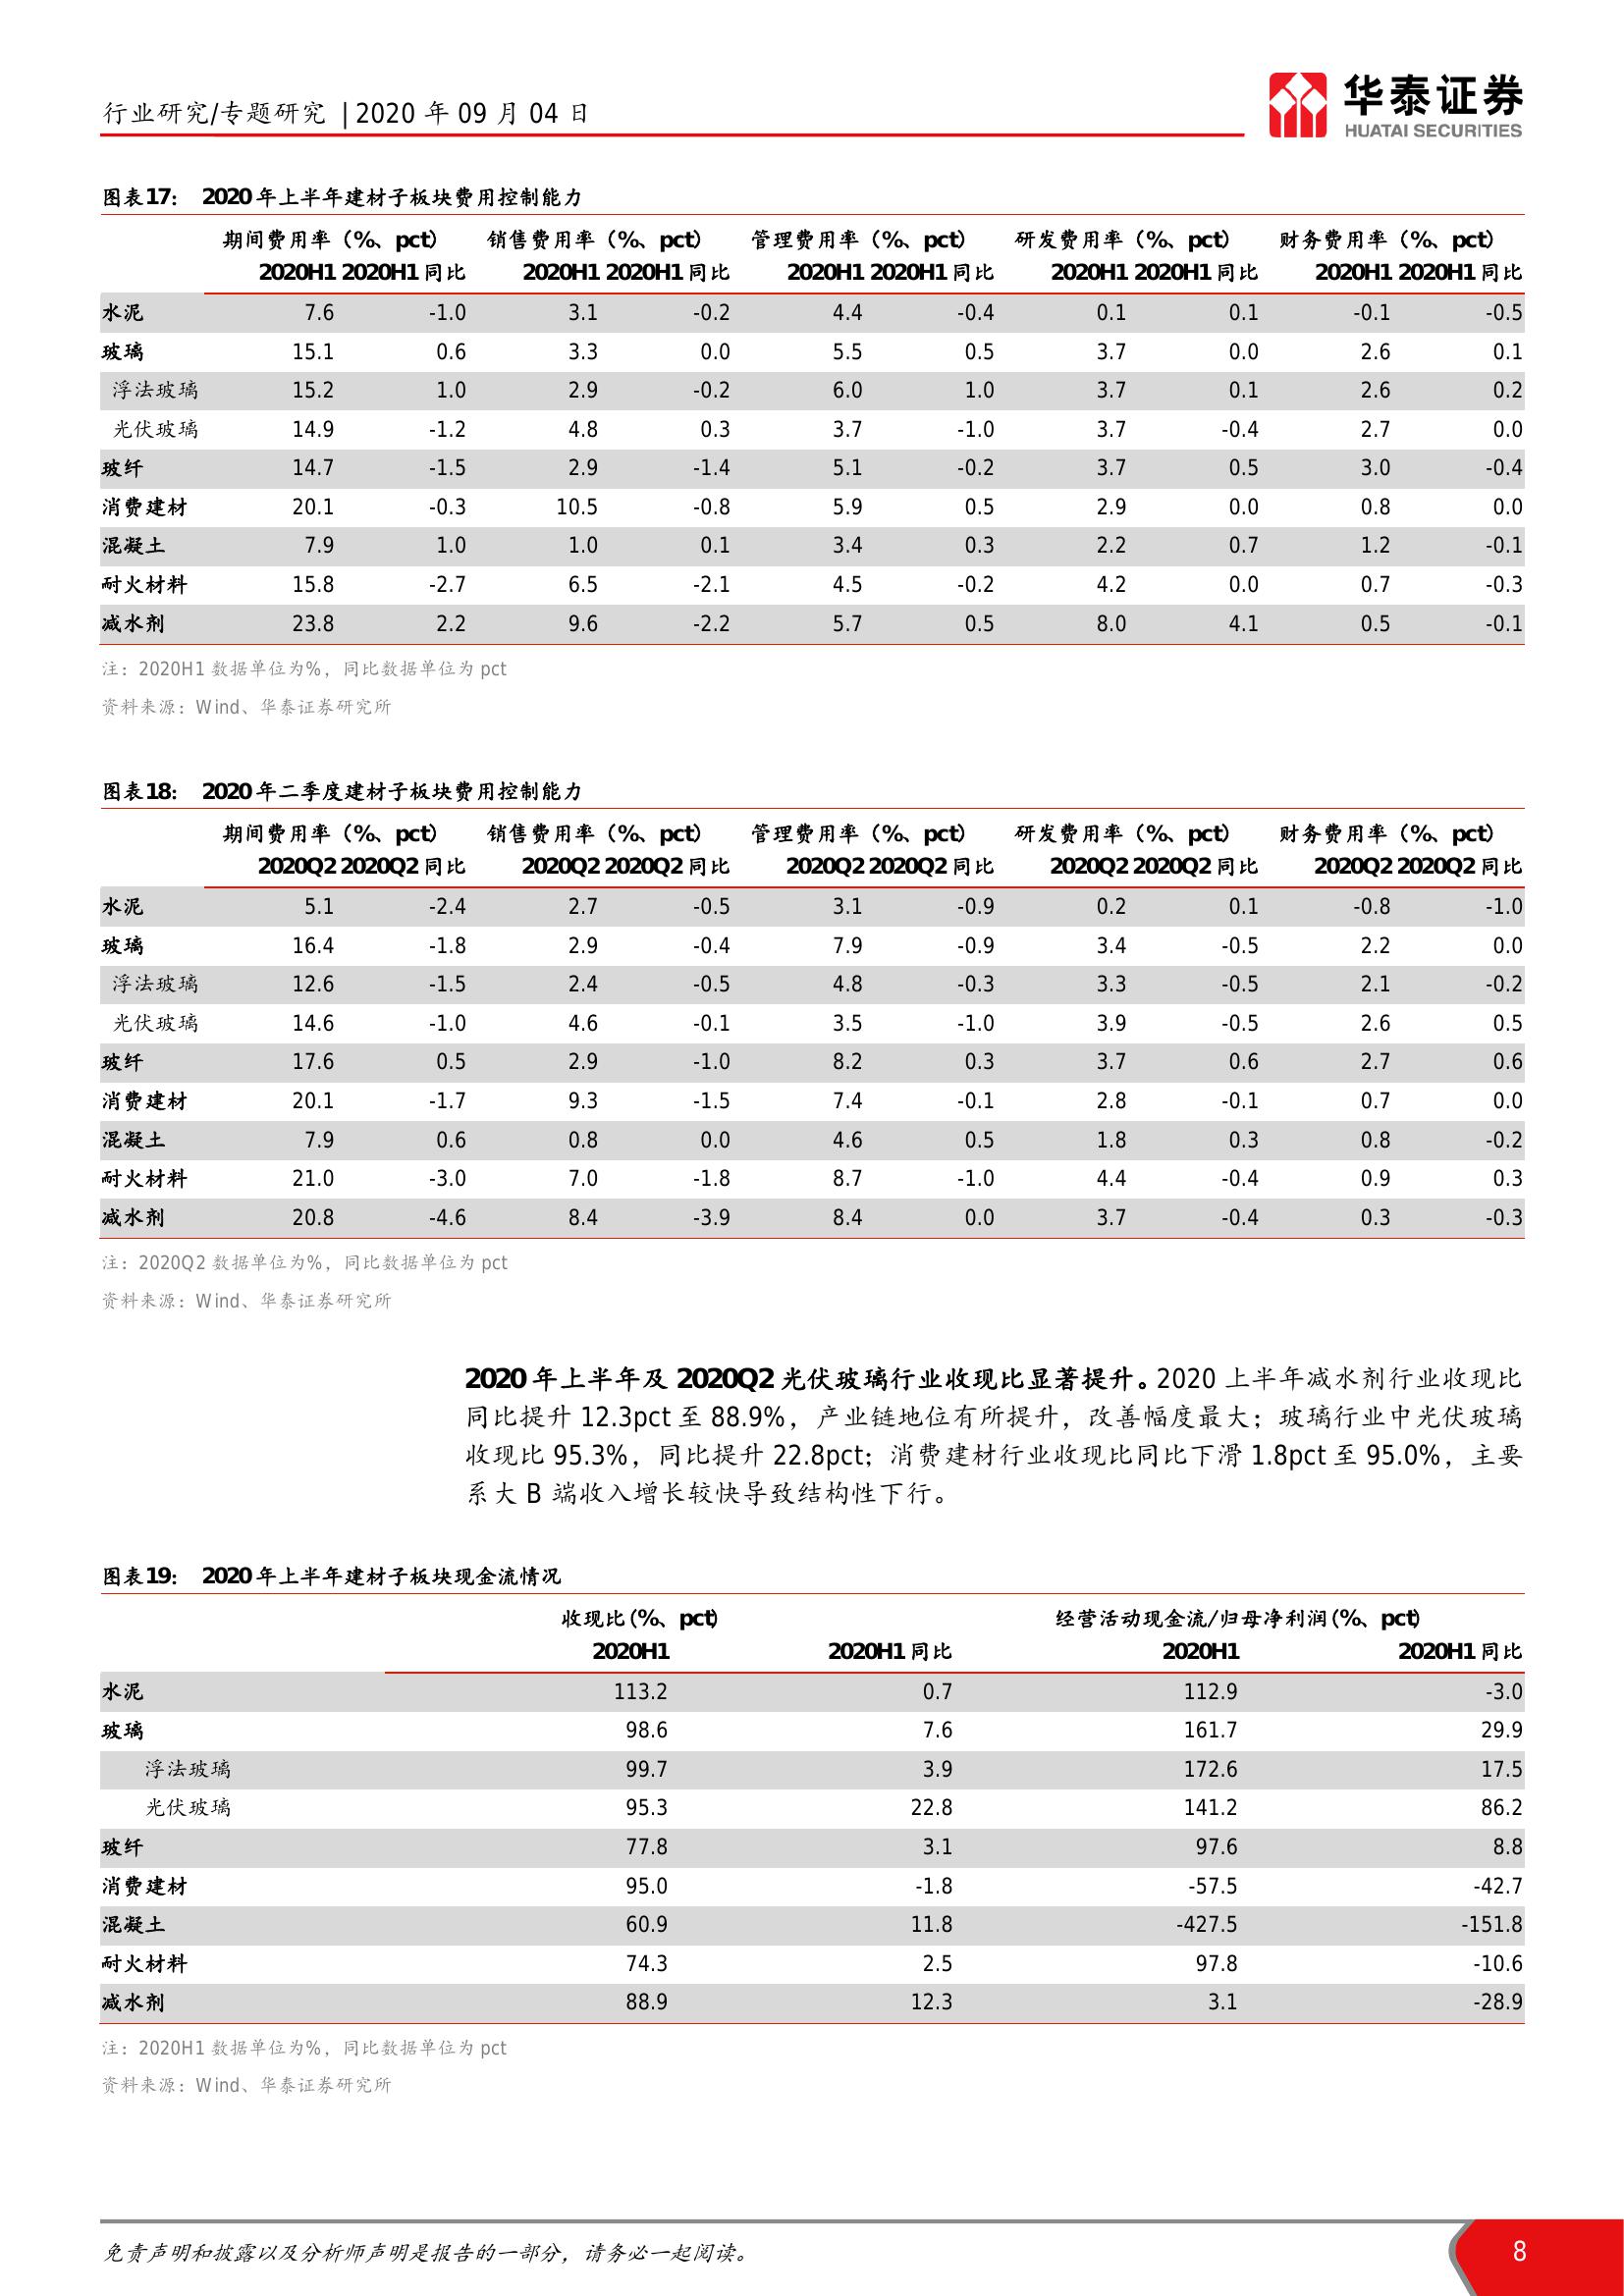 行业研究/专题研究 | 2020 年 09 月 04 日
华泰证券
HUATAI SECURITIES
图表17： 2020 年上半年建材子板块费用控制能力
期间费用率（%、pct） 销售费用率（%、pct） 管理费用率（%、pct） 研发费用率（%、pct） 财务费用率（%、pct）
2020H1 2020H1 同比 2020H1 2020H1 同比 2020H1 2020H1 同比 2020H1 2020H1 同比 2020H1 2020H1 同比
水泥 7.6 -1.0 3.1 -0.2 4.4 -0.4 0.1 0.1 -0.1 -0.5
玻璃 15.1 0.6 3.3 0.0 5.5 0.5 3.7 0.0 2.6 0.1
浮法玻璃 15.2 1.0 2.9 -0.2 6.0 1.0 3.7 0.1 2.6 0.2
光伏玻璃 14.9 -1.2 4.8 0.3 3.7 -1.0 3.7 -0.4 2.7 0.0
玻纤 14.7 -1.5 2.9 -1.4 5.1 -0.2 3.7 0.5 3.0 -0.4
消费建材 20.1 -0.3 10.5 -0.8 5.9 0.5 2.9 0.0 0.8 0.0
混凝土 7.9 1.0 1.0 0.1 3.4 0.3 2.2 0.7 1.2 -0.1
耐火材料 15.8 -2.7 6.5 -2.1 4.5 -0.2 4.2 0.0 0.7 -0.3
减水剂 23.8 2.2 9.6 -2.2 5.7 0.5 8.0 4.1 0.5 -0.1
注：2020H1 数据单位为%，同比数据单位为 pct
资料来源：Wind、华泰证券研究所
图表18： 2020 年二季度建材子板块费用控制能力
期间费用率（%、pct） 销售费用率（%、pct） 管理费用率（%、pct） 研发费用率（%、pct） 财务费用率（%、pct）
2020Q2 2020Q2 同比 2020Q2 2020Q2 同比 2020Q2 2020Q2 同比 2020Q2 2020Q2 同比 2020Q2 2020Q2 同比
水泥 5.1 -2.4 2.7 -0.5 3.1 -0.9 0.2 0.1 -0.8 -1.0
玻璃 16.4 -1.8 2.9 -0.4 7.9 -0.9 3.4 -0.5 2.2 0.0
浮法玻璃 12.6 -1.5 2.4 -0.5 4.8 -0.3 3.3 -0.5 2.1 -0.2
光伏玻璃 14.6 -1.0 4.6 -0.1 3.5 -1.0 3.9 -0.5 2.6 0.5
玻纤 17.6 0.5 2.9 -1.0 8.2 0.3 3.7 0.6 2.7 0.6
消费建材 20.1 -1.7 9.3 -1.5 7.4 -0.1 2.8 -0.1 0.7 0.0
混凝土 7.9 0.6 0.8 0.0 4.6 0.5 1.8 0.3 0.8 -0.2
耐火材料 21.0 -3.0 7.0 -1.8 8.7 -1.0 4.4 -0.4 0.9 0.3
减水剂 20.8 -4.6 8.4 -3.9 8.4 0.0 3.7 -0.4 0.3 -0.3
注：2020Q2 数据单位为%，同比数据单位为 pct
资料来源：Wind、华泰证券研究所
2020 年上半年及 2020Q2 光伏玻璃行业收现比显著提升。2020 上半年减水剂行业收现比
同比提升 12.3pct 至 88.9%，产业链地位有所提升，改善幅度最大；玻璃行业中光伏玻璃
收现比 95.3%，同比提升 22.8pct；消费建材行业收现比同比下滑 1.8pct 至 95.0%，主要
系大 B 端收入增长较快导致结构性下行。
图表19： 2020 年上半年建材子板块现金流情况
收现比(%、pct) 经营活动现金流/归母净利润(%、pct)
2020H1 2020H1 同比 2020H1 2020H1 同比
水泥 113.2 0.7 112.9 -3.0
玻璃 98.6 7.6 161.7 29.9
浮法玻璃 99.7 3.9 172.6 17.5
光伏玻璃 95.3 22.8 141.2 86.2
玻纤 77.8 3.1 97.6 8.8
消费建材 95.0 -1.8 -57.5 -42.7
混凝土 60.9 11.8 -427.5 -151.8
耐火材料 74.3 2.5 97.8 -10.6
减水剂 88.9 12.3 3.1 -28.9
注：2020H1 数据单位为%，同比数据单位为 pct
资料来源：Wind、华泰证券研究所
免责声明和披露以及分析师声明是报告的一部分，请务必一起阅读。 8